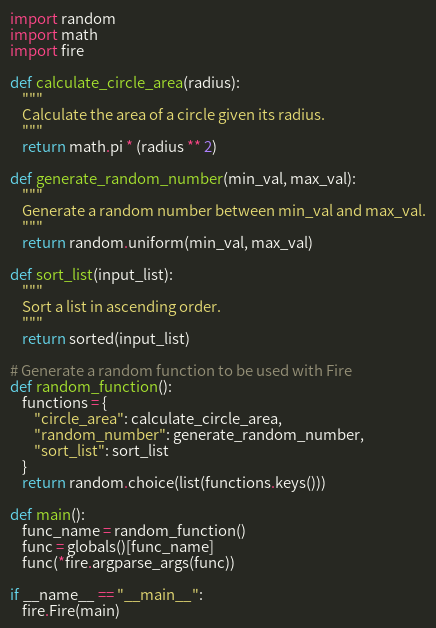 import random
import math
import fire

def calculate_circle_area(radius):
    """
    Calculate the area of a circle given its radius.
    """
    return math.pi * (radius ** 2)

def generate_random_number(min_val, max_val):
    """
    Generate a random number between min_val and max_val.
    """
    return random.uniform(min_val, max_val)

def sort_list(input_list):
    """
    Sort a list in ascending order.
    """
    return sorted(input_list)

# Generate a random function to be used with Fire
def random_function():
    functions = {
        "circle_area": calculate_circle_area,
        "random_number": generate_random_number,
        "sort_list": sort_list
    }
    return random.choice(list(functions.keys()))

def main():
    func_name = random_function()
    func = globals()[func_name]
    func(*fire.argparse_args(func))

if __name__ == "__main__":
    fire.Fire(main)